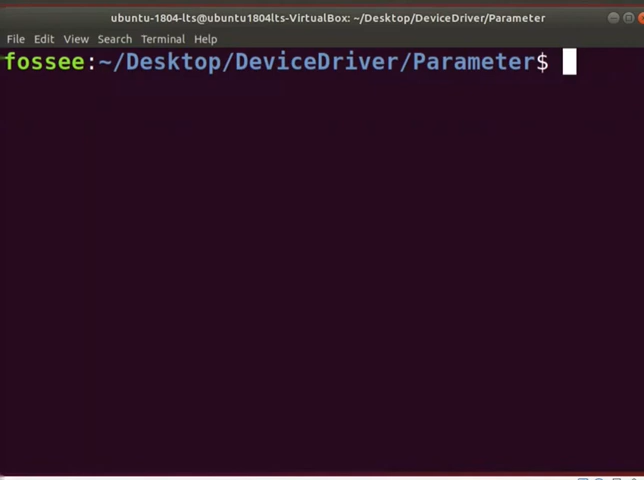 ubuntu-1804-lts@ubuntu1804lts-VirtualBox: ~/Desktop/DeviceDriver/Parameter
File Edit View Search Terminal Help
fossee:~/Desktop/DeviceDriver/Parameter$